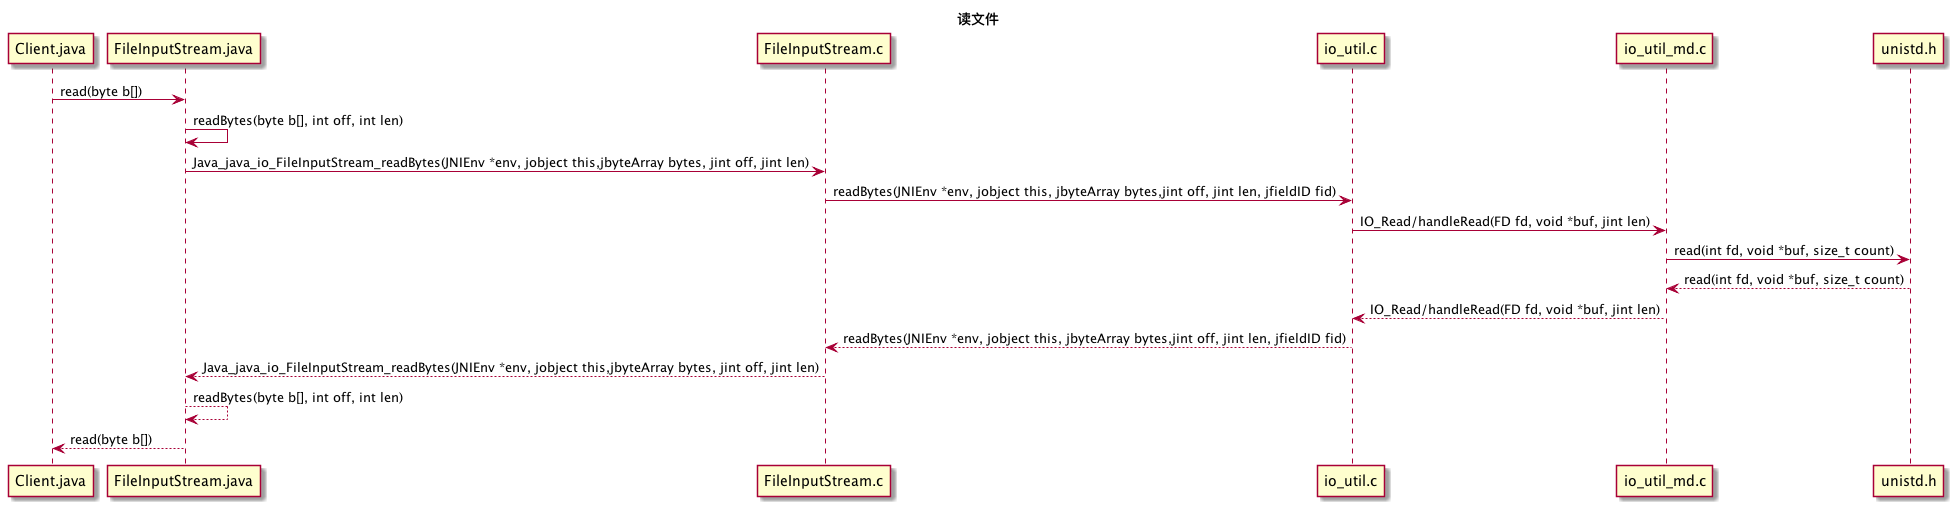 读文件
Client.java
FileInputStream.java
FileInputStream.c
io_util.c
io_util_md.c
unistd.h
read(byte b[])
readBytes(byte b[], int off, int len)
Java_java_io_FileInputStream_readBytes(JNIEnv *env, jobject this,jbyteArray bytes, jint off, jint len)
readBytes(JNIEnv *env, jobject this, jbyteArray bytes,jint off, jint len, jfieldID fid)
IO_Read/handleRead(FD fd, void *buf, jint len)
read(int fd, void *buf, size_t count)
read(int fd, void *buf, size_t count)
IO_Read/handleRead(FD fd, void *buf, jint len)
readBytes(JNIEnv *env, jobject this, jbyteArray bytes,jint off, jint len, jfieldID fid)
Java_java_io_FileInputStream_readBytes(JNIEnv *env, jobject this,jbyteArray bytes, jint off, jint len)
readBytes(byte b[], int off, int len)
read(byte b[])
Client.java
FileInputStream.java
FileInputStream.c
io_util.c
io_util_md.c
unistd.h